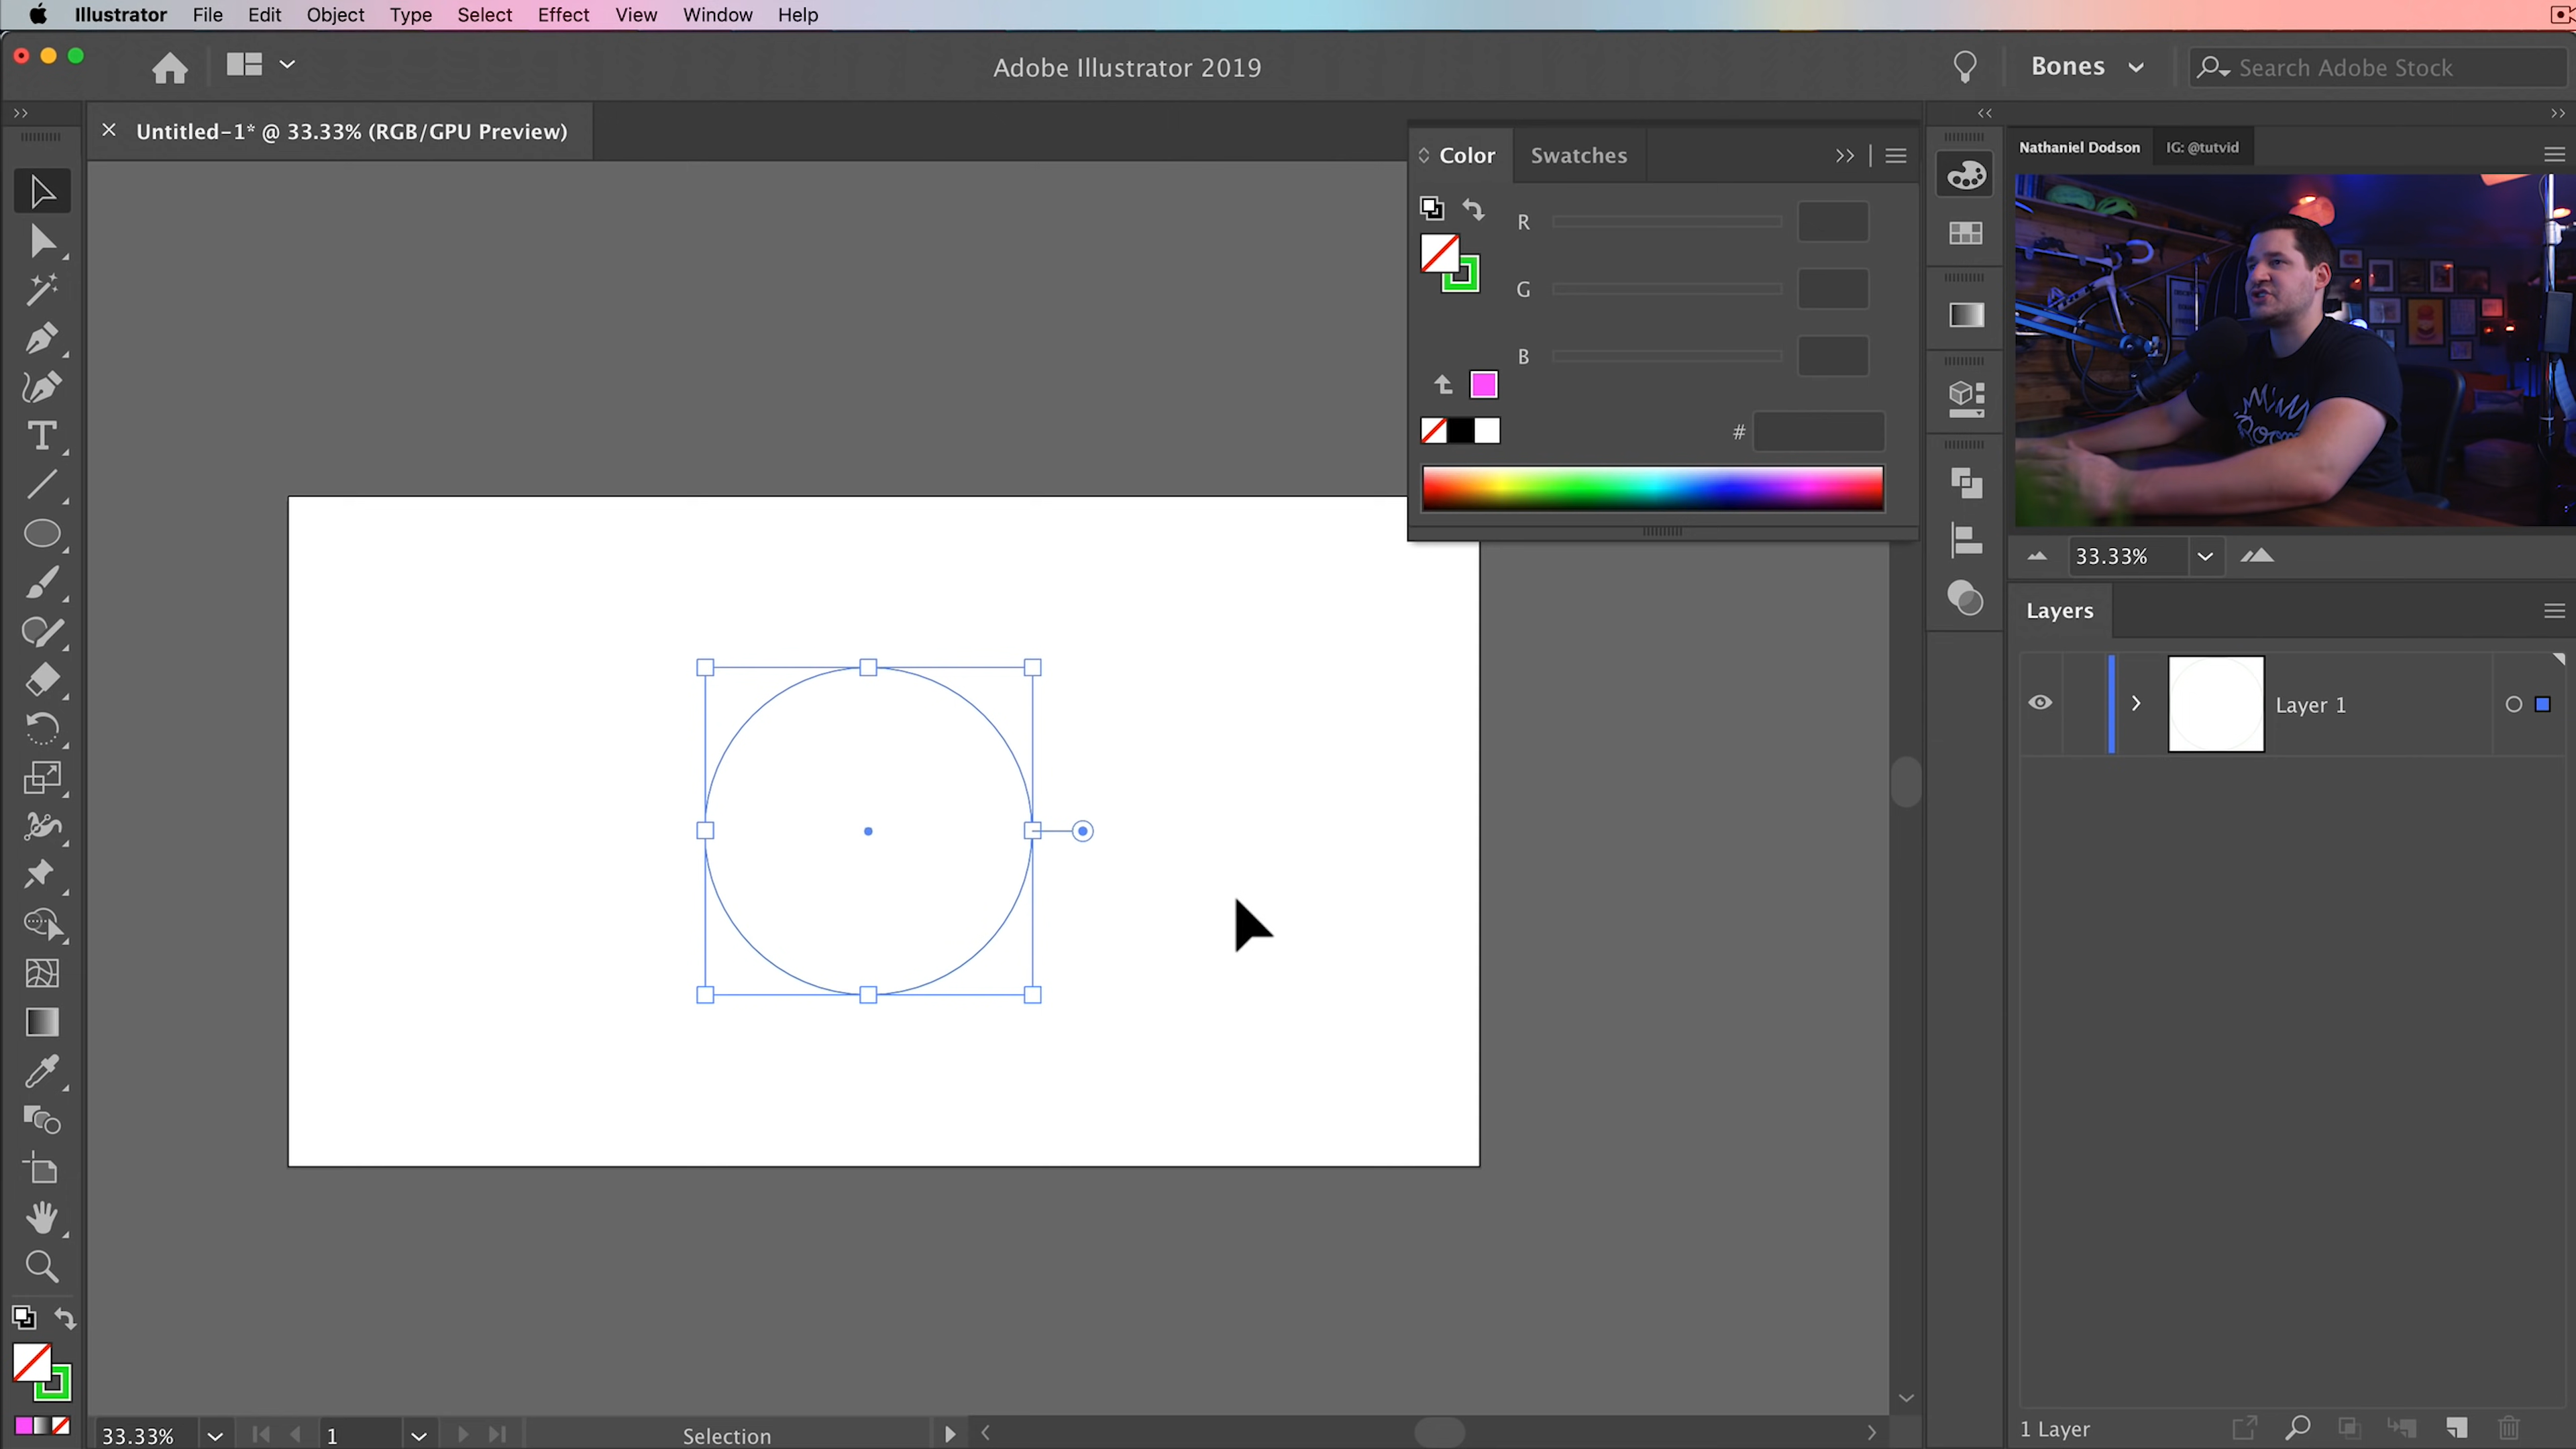 Illustrator File Edit Object Type Select Effect View Window Help
Adobe Illustrator 2019
Bones
Search Adobe Stock
Untitled-1* @ 33.33% (RGB/GPU Preview)
Color Swatches
R
G
B
#
Nathaniel Dodson IG: @tutvid
33.33%
Layers
Layer 1
1 Layer
33.33%
1
Selection